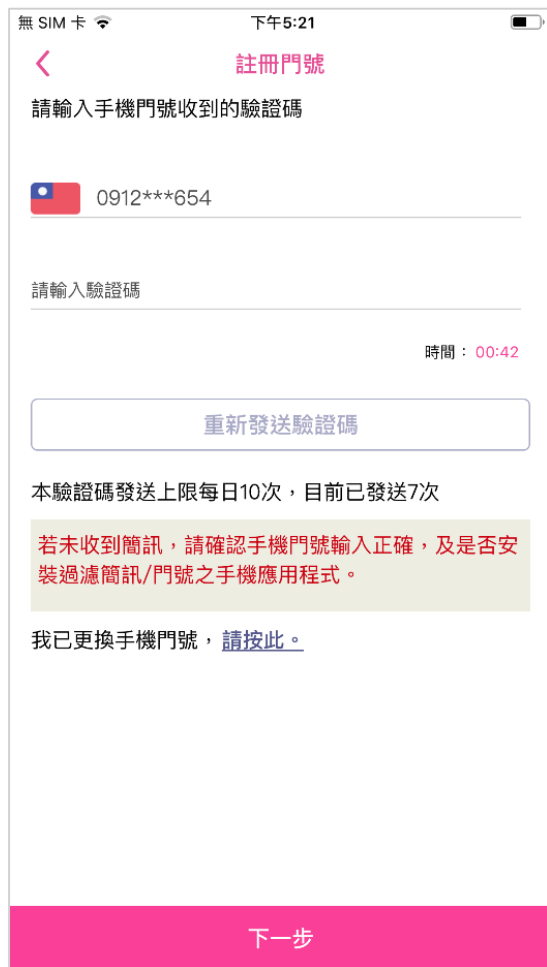 無 SIM 卡 下午5:21
註冊門號
請輸入手機門號收到的驗證碼
0912***654
請輸入驗證碼
時間： 00:42
重新發送驗證碼
本驗證碼發送上限每日10次，目前已發送7次
若未收到簡訊，請確認手機門號輸入正確，及是否安
裝過濾簡訊/門號之手機應用程式。
我已更換手機門號，請按此。
下一步